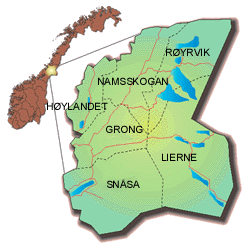 RØYRVIK
NAMSSKOGAN
HØYLANDET
GRONG
LIERNE
SNÅSA